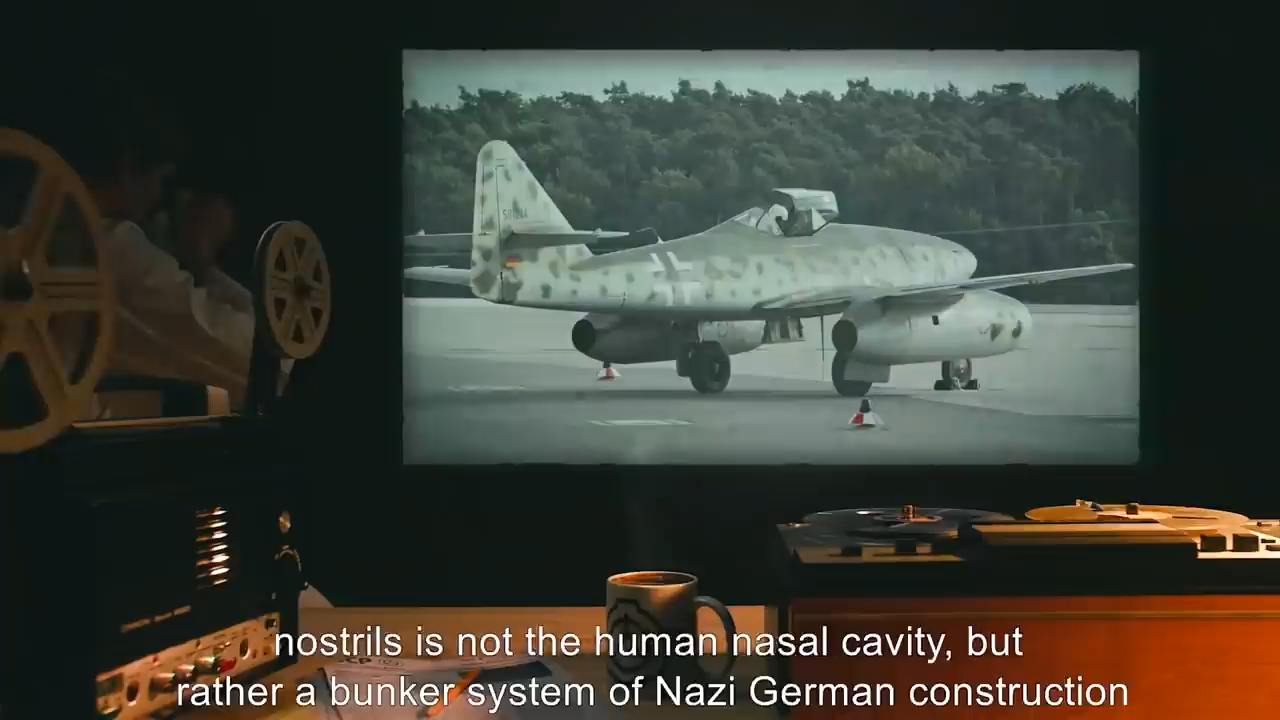 nostrils is not the human nasal cavity, but
rather a bunker system of Nazi German construction